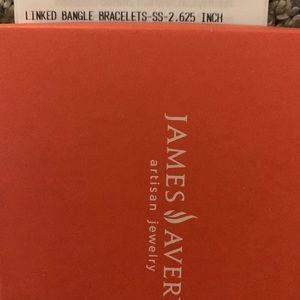 LINKED BANGLE BRACELETS-SS-2.625 INCH
JAMES AVERY
artisan jewelry